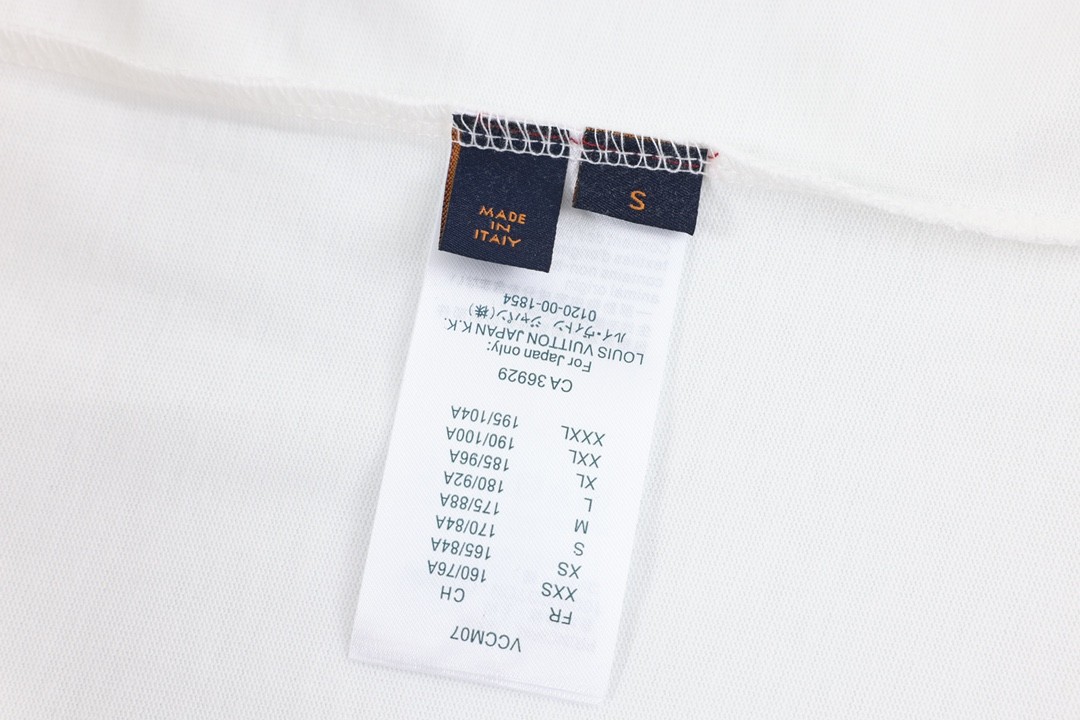 MADE
IN
ITAIY
S
VCCM07
FR CH
XXS 160/76A
XS 165/84A
S 170/84A
M 175/88A
L 180/92A
XL 185/96A
XXL 190/100A
XXXL 195/104A
CA 36929
For Japan only:
LOUIS VUITTON JAPAN K.K.
ルイ・ヴィトン ジャパン(株)
0120-00-1854